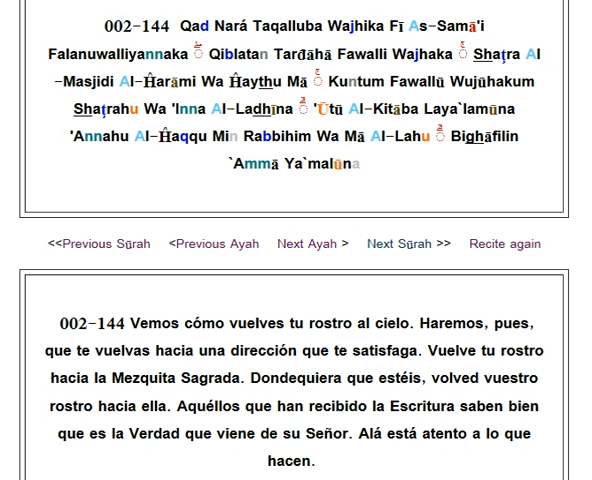 002-144 Qad Nará Taqalluba Wajhika Fī As-Samā'i
Falanuwalliyannaka ۖ Qiblatan Tarđāhā Fawalli Wajhaka ۚ Shaţra Al
-Masjidi Al-Ĥarāmi Wa Ĥaythu Mā ۚ Kuntum Fawallū Wujūhakum
Shaţrahu Wa 'Inna Al-Ladhīna ۗ 'Ūtū Al-Kitāba Laya`lamūna
'Annahu Al-Ĥaqqu Min Rabbihim Wa Mā Al-Lahu ۗ Bighāfilin
`Ammā Ya`malūna
<<Previous Sūrah <Previous Ayah Next Ayah > Next Sūrah >> Recite again
002-144 Vemos cómo vuelves tu rostro al cielo. Haremos, pues,
que te vuelvas hacia una dirección que te satisfaga. Vuelve tu rostro
hacia la Mezquita Sagrada. Dondequiera que estéis, volved vuestro
rostro hacia ella. Aquéllos que han recibido la Escritura saben bien
que es la Verdad que viene de su Señor. Alá está atento a lo que
hacen.